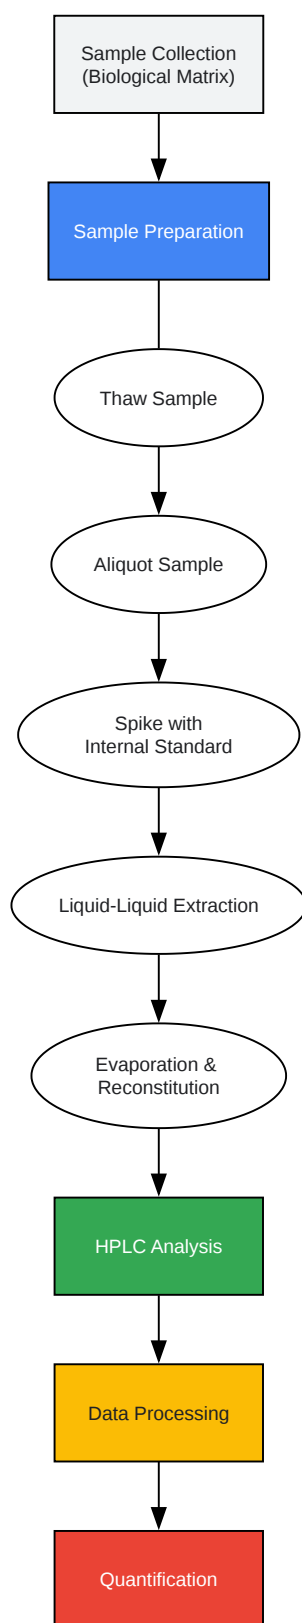 Sample Collection
(Biological Matrix)
Sample Preparation
Thaw Sample
Aliquot Sample
Spike with
Internal Standard
Liquid-Liquid Extraction
Evaporation &
Reconstitution
HPLC Analysis
Data Processing
Quantification